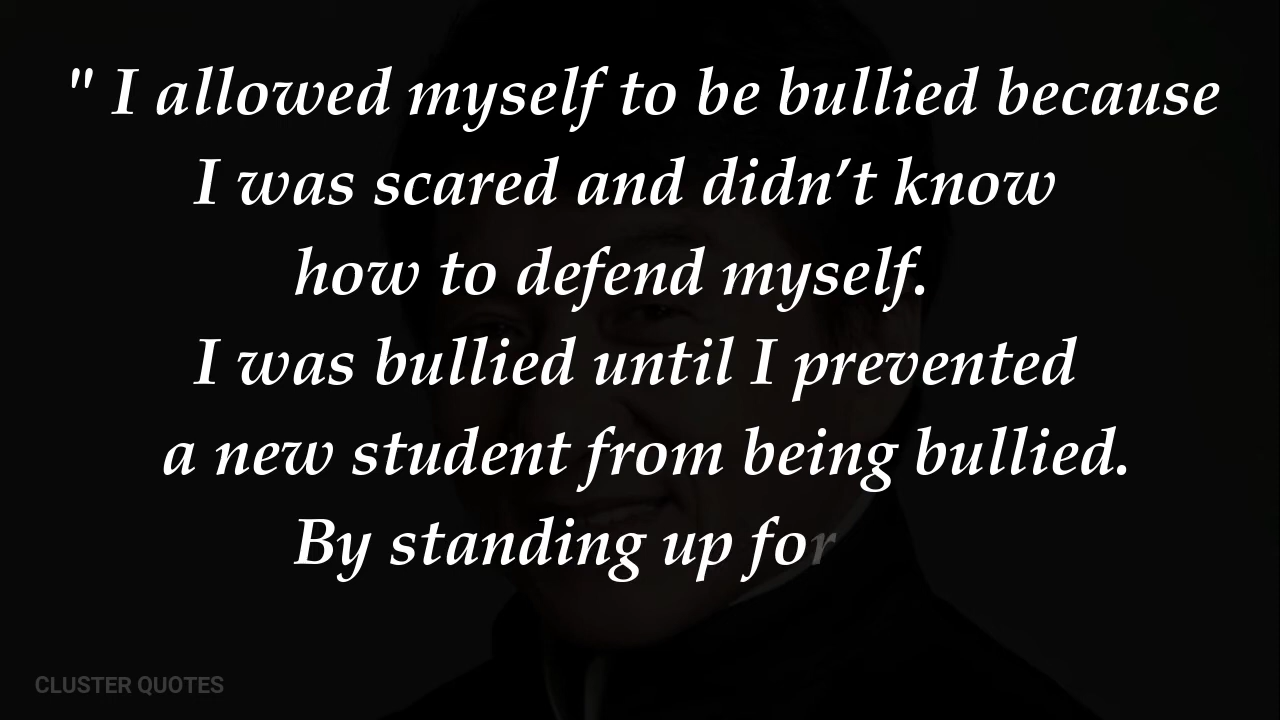 " I allowed myself to be bullied because
I was scared and didn’t know
how to defend myself.
I was bullied until I prevented
a new student from being bullied.
By standing up for
CLUSTER QUOTES